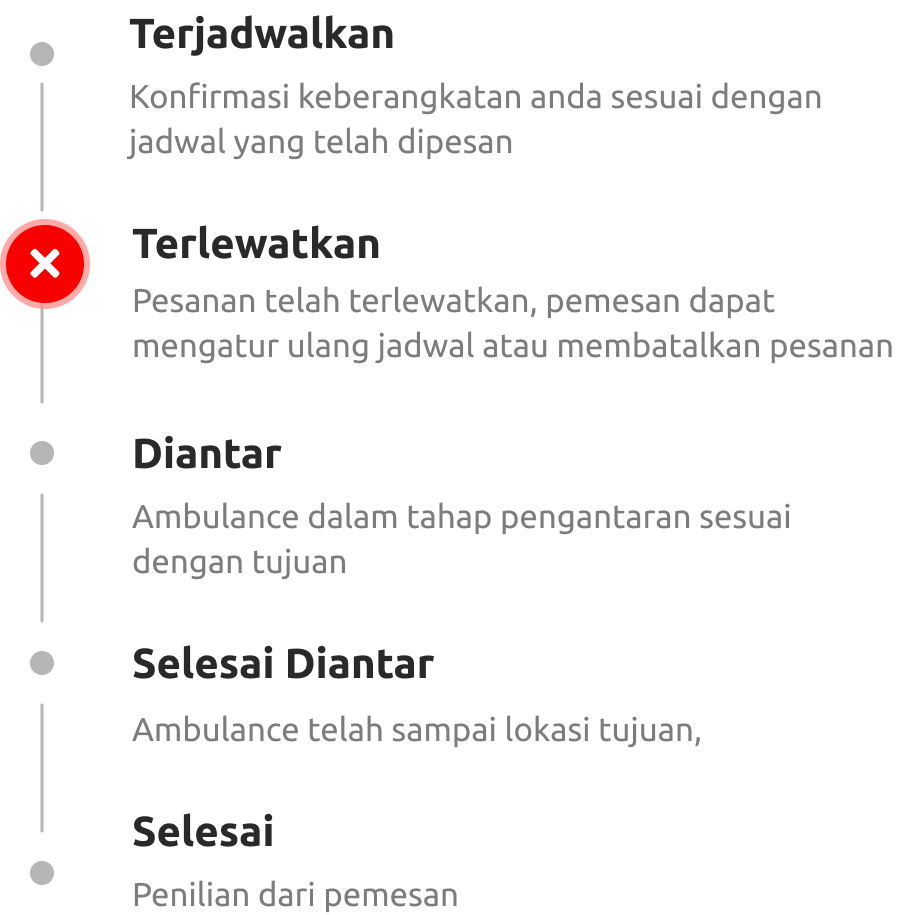 Terjadwalkan
Konfirmasi keberangkatan anda sesuai dengan
jadwal yang telah dipesan
Terlewatkan
Pesanan telah terlewatkan, pemesan dapat
mengatur ulang jadwal atau membatalkan pesanan
Diantar
Ambulance dalam tahap pengantaran sesuai
dengan tujuan
Selesai Diantar
Ambulance telah sampai lokasi tujuan,
Selesai
Penilian dari pemesan